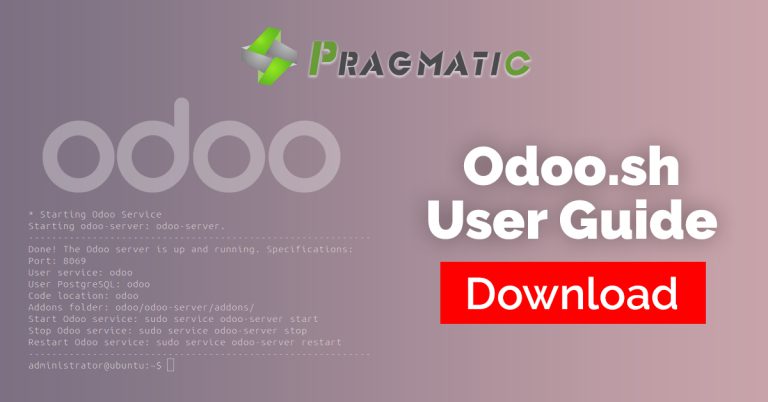 PRAGMATIC
odoo
* Starting Odoo Service
Starting odoo-server: odoo-server.
--------------------------------------------------------
Done! The Odoo server is up and running. Specifications:
Port: 8069
User service: odoo
User PostgreSQL: odoo
Code location: odoo
Addons folder: odoo/odoo-server/addons/
Start Odoo service: sudo service odoo-server start
Stop Odoo service: sudo service odoo-server stop
Restart Odoo service: sudo service odoo-server restart
--------------------------------------------------------
administrator@ubuntu:~$
Odoo.sh
User Guide
Download